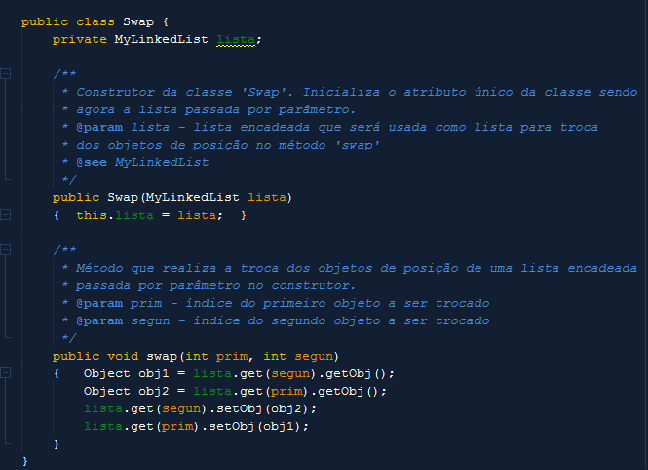 public class Swap {
    private MyLinkedList lista;
    /**
     * Construtor da classe 'Swap'. Inicializa o atributo único da classe sendo
     * agora a lista passada por parâmetro.
     * @param lista - lista encadeada que será usada como lista para troca
     * dos objetos de posição no método 'swap'
     * @see MyLinkedList
     */
    public Swap(MyLinkedList lista)
    {  this.lista = lista;  }
    /**
     * Método que realiza a troca dos objetos de posição de uma lista encadeada
     * passada por parâmetro no construtor.
     * @param prim - índice do primeiro objeto a ser trocado
     * @param segun - índice do segundo objeto a ser trocado
     */
    public void swap(int prim, int segun)
    {   Object obj1 = lista.get(segun).getObj();
        Object obj2 = lista.get(prim).getObj();
        lista.get(segun).setObj(obj2);
        lista.get(prim).setObj(obj1);
    }
}